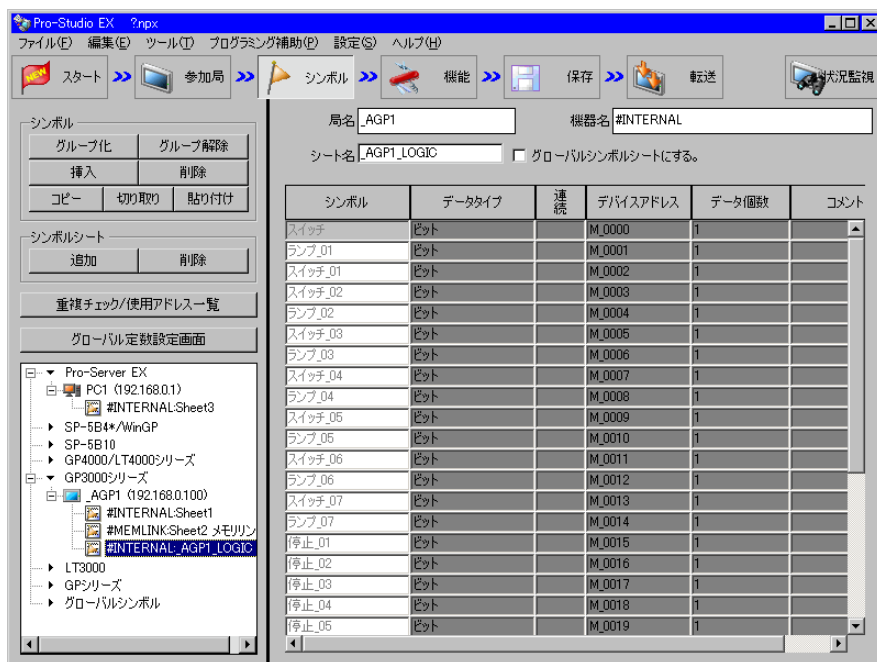 Pro-Studio EX ?.npx
ファイル(F) 編集(E) ツール(T) プログラミング補助(P) 設定(S) ヘルプ(H)
NEW スタート 参加局 シンボル 機能 保存 転送 状況監視
シンボル
グループ化 グループ解除
挿入 削除
コピー 切り取り 貼り付け
シンボルシート
追加 削除
重複チェック/使用アドレス一覧
グローバル定数設定画面
Pro-Server EX
PC1 (192.168.0.1)
#INTERNAL:Sheet3
SP-5B4*/WinGP
SP-5B10
GP4000/LT4000シリーズ
GP3000シリーズ
_AGP1 (192.168.0.100)
#INTERNAL:Sheet1
#MEMLINK:Sheet2 メモリリン
#INTERNAL:_AGP1_LOGIC
LT3000
GPシリーズ
グローバルシンボル
局名 _AGP1 機器名 #INTERNAL
シート名 _AGP1_LOGIC グローバルシンボルシートにする。
シンボル データタイプ 連続 デバイスアドレス データ個数 コメント
スイッチ ビット M_0000 1
ランプ_01 ビット M_0001 1
スイッチ_01 ビット M_0002 1
スイッチ_02 ビット M_0003 1
ランプ_02 ビット M_0004 1
スイッチ_03 ビット M_0005 1
ランプ_03 ビット M_0006 1
スイッチ_04 ビット M_0007 1
ランプ_04 ビット M_0008 1
スイッチ_05 ビット M_0009 1
ランプ_05 ビット M_0010 1
スイッチ_06 ビット M_0011 1
ランプ_06 ビット M_0012 1
スイッチ_07 ビット M_0013 1
ランプ_07 ビット M_0014 1
停止_01 ビット M_0015 1
停止_02 ビット M_0016 1
停止_03 ビット M_0017 1
停止_04 ビット M_0018 1
停止_05 ビット M_0019 1